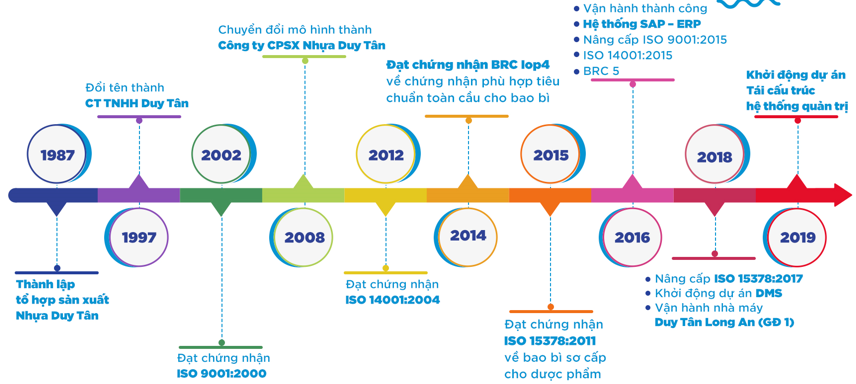 1987
Thành lập
tổ hợp sản xuất
Nhựa Duy Tân
Đổi tên thành
CT TNHH Duy Tân
1997
2002
Đạt chứng nhận
ISO 9001:2000
Chuyển đổi mô hình thành
Công ty CPSX Nhựa Duy Tân
2008
2012
Đạt chứng nhận
ISO 14001:2004
Đạt chứng nhận BRC Iop4
về chứng nhận phù hợp tiêu
chuẩn toàn cầu cho bao bì
2014
2015
Đạt chứng nhận
ISO 15378:2011
về bao bì sơ cấp
cho dược phẩm
• Vận hành thành công
• Hệ thống SAP – ERP
• Nâng cấp ISO 9001:2015
• ISO 14001:2015
• BRC 5
2016
2018
• Nâng cấp ISO 15378:2017
• Khởi động dự án DMS
• Vận hành nhà máy
Duy Tân Long An (GĐ 1)
Khởi động dự án
Tái cấu trúc
hệ thống quản trị
2019